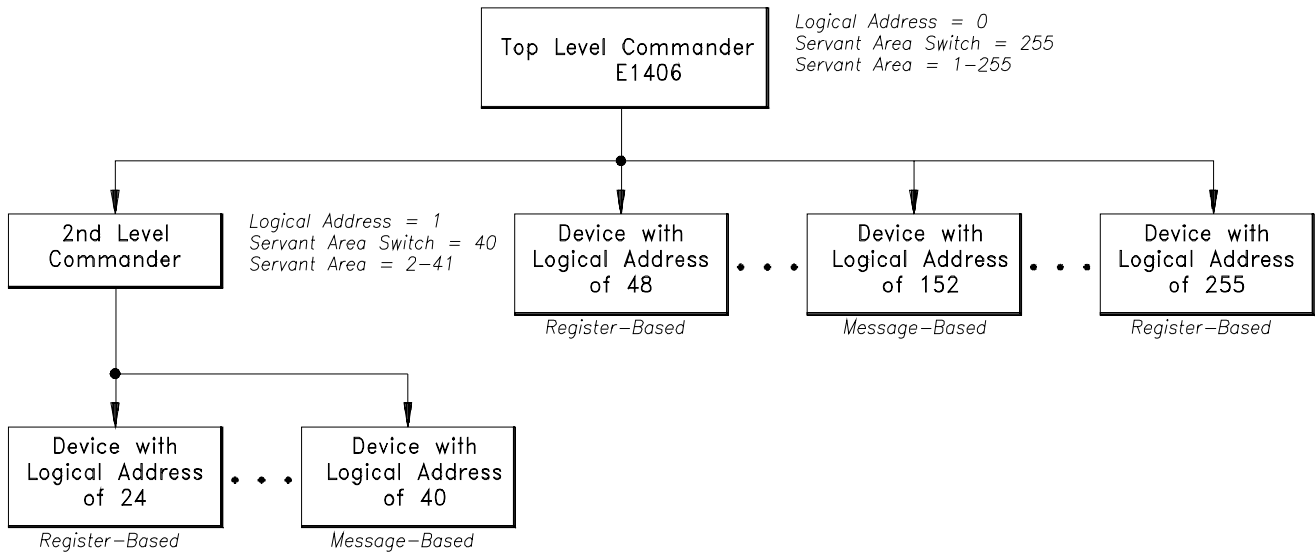 Top Level Commander
E1406
Logical Address = 0
Servant Area Switch = 255
Servant Area = 1-255
2nd Level
Commander
Logical Address = 1
Servant Area Switch = 40
Servant Area = 2-41
Device with
Logical Address
of 48
Register-Based
Device with
Logical Address
of 152
Message-Based
Device with
Logical Address
of 255
Register-Based
Device with
Logical Address
of 24
Register-Based
Device with
Logical Address
of 40
Message-Based